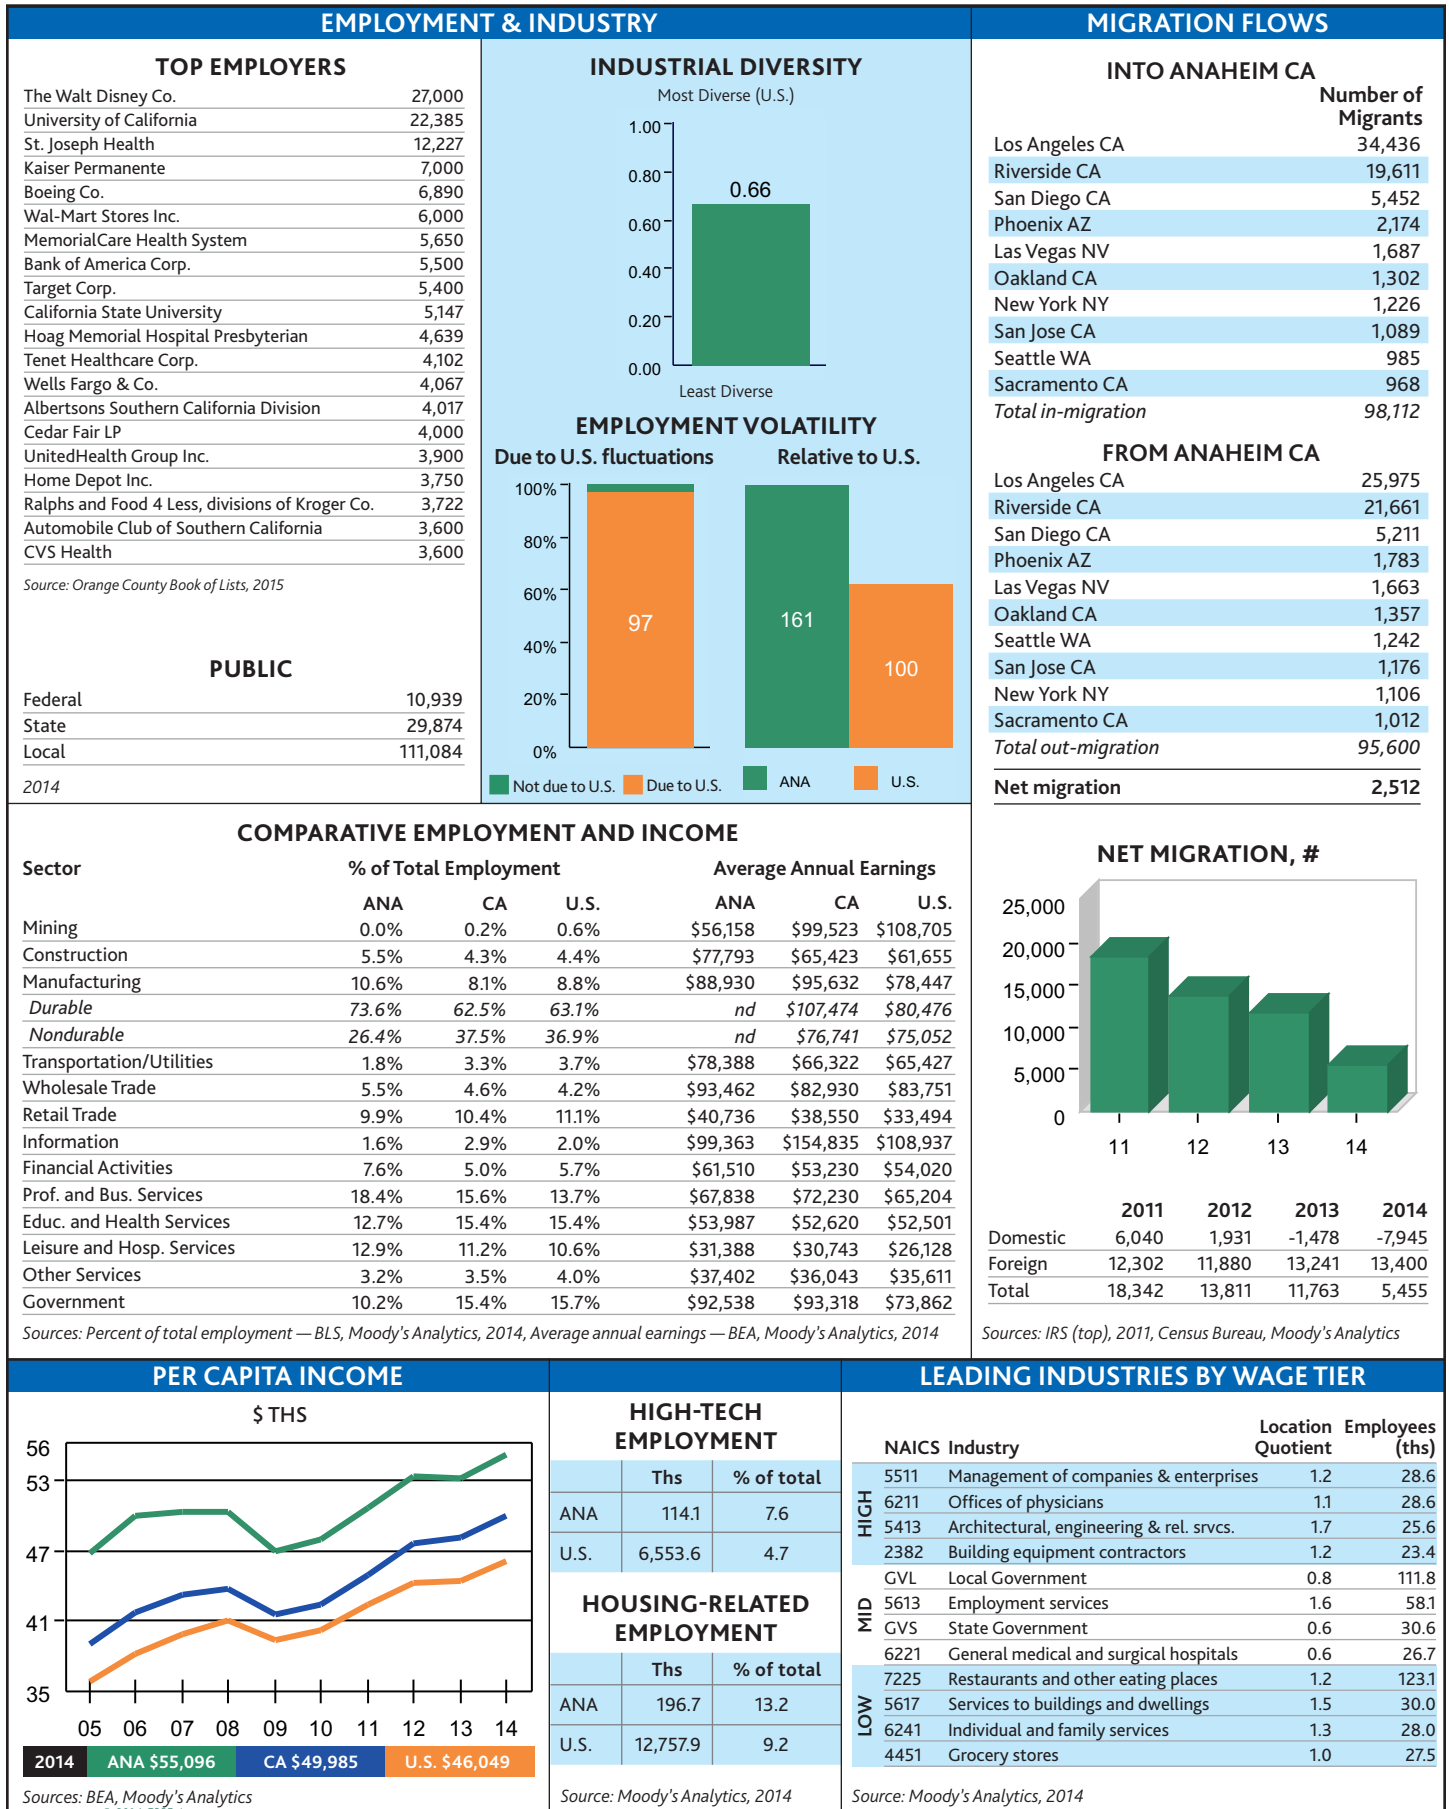 EMPLOYMENT & INDUSTRY
TOP EMPLOYERS
The Walt Disney Co. 27,000
University of California 22,385
St. Joseph Health 12,227
Kaiser Permanente 7,000
Boeing Co. 6,890
Wal-Mart Stores Inc. 6,000
MemorialCare Health System 5,650
Bank of America Corp. 5,500
Target Corp. 5,400
California State University 5,147
Hoag Memorial Hospital Presbyterian 4,639
Tenet Healthcare Corp. 4,102
Wells Fargo & Co. 4,067
Albertsons Southern California Division 4,017
Cedar Fair LP 4,000
UnitedHealth Group Inc. 3,900
Home Depot Inc. 3,750
Ralphs and Food 4 Less, divisions of Kroger Co. 3,722
Automobile Club of Southern California 3,600
CVS Health 3,600
Source: Orange County Book of Lists, 2015
PUBLIC
Federal 10,939
State 29,874
Local 111,084
2014
INDUSTRIAL DIVERSITY
Most Diverse (U.S.)
1.00
0.80
0.66
0.60
0.40
0.20
0.00
Least Diverse
EMPLOYMENT VOLATILITY
Due to U.S. fluctuations Relative to U.S.
100%
80%
60%
40%
20%
0%
97
161
100
Not due to U.S. Due to U.S. ANA U.S.
MIGRATION FLOWS
INTO ANAHEIM CA
Number of
Migrants
Los Angeles CA 34,436
Riverside CA 19,611
San Diego CA 5,452
Phoenix AZ 2,174
Las Vegas NV 1,687
Oakland CA 1,302
New York NY 1,226
San Jose CA 1,089
Seattle WA 985
Sacramento CA 968
Total in-migration 98,112
FROM ANAHEIM CA
Los Angeles CA 25,975
Riverside CA 21,661
San Diego CA 5,211
Phoenix AZ 1,783
Las Vegas NV 1,663
Oakland CA 1,357
Seattle WA 1,242
San Jose CA 1,176
New York NY 1,106
Sacramento CA 1,012
Total out-migration 95,600
Net migration 2,512
NET MIGRATION, #
25,000
20,000
15,000
10,000
5,000
0
11 12 13 14
2011 2012 2013 2014
Domestic 6,040 1,931 -1,478 -7,945
Foreign 12,302 11,880 13,241 13,400
Total 18,342 13,811 11,763 5,455
Sources: IRS (top), 2011, Census Bureau, Moody's Analytics
COMPARATIVE EMPLOYMENT AND INCOME
Sector % of Total Employment Average Annual Earnings
ANA CA U.S. ANA CA U.S.
Mining 0.0% 0.2% 0.6% $56,158 $99,523 $108,705
Construction 5.5% 4.3% 4.4% $77,793 $65,423 $61,655
Manufacturing 10.6% 8.1% 8.8% $88,930 $95,632 $78,447
Durable 73.6% 62.5% 63.1% nd $107,474 $80,476
Nondurable 26.4% 37.5% 36.9% nd $76,741 $75,052
Transportation/Utilities 1.8% 3.3% 3.7% $78,388 $66,322 $65,427
Wholesale Trade 5.5% 4.6% 4.2% $93,462 $82,930 $83,751
Retail Trade 9.9% 10.4% 11.1% $40,736 $38,550 $33,494
Information 1.6% 2.9% 2.0% $99,363 $154,835 $108,937
Financial Activities 7.6% 5.0% 5.7% $61,510 $53,230 $54,020
Prof. and Bus. Services 18.4% 15.6% 13.7% $67,838 $72,230 $65,204
Educ. and Health Services 12.7% 15.4% 15.4% $53,987 $52,620 $52,501
Leisure and Hosp. Services 12.9% 11.2% 10.6% $31,388 $30,743 $26,128
Other Services 3.2% 3.5% 4.0% $37,402 $36,043 $35,611
Government 10.2% 15.4% 15.7% $92,538 $93,318 $73,862
Sources: Percent of total employment — BLS, Moody's Analytics, 2014, Average annual earnings — BEA, Moody's Analytics, 2014
PER CAPITA INCOME
$ THS
56
53
47
41
35
05 06 07 08 09 10 11 12 13 14
2014 ANA $55,096 CA $49,985 U.S. $46,049
Sources: BEA, Moody's Analytics
HIGH-TECH
EMPLOYMENT
Ths % of total
ANA 114.1 7.6
U.S. 6,553.6 4.7
HOUSING-RELATED
EMPLOYMENT
Ths % of total
ANA 196.7 13.2
U.S. 12,757.9 9.2
Source: Moody's Analytics, 2014
LEADING INDUSTRIES BY WAGE TIER
Location Employees
NAICS Industry Quotient (ths)
HIGH
5511 Management of companies & enterprises 1.2 28.6
6211 Offices of physicians 1.1 28.6
5413 Architectural, engineering & rel. srvcs. 1.7 25.6
2382 Building equipment contractors 1.2 23.4
MID
GVL Local Government 0.8 111.8
5613 Employment services 1.6 58.1
GVS State Government 0.6 30.6
6221 General medical and surgical hospitals 0.6 26.7
LOW
7225 Restaurants and other eating places 1.2 123.1
5617 Services to buildings and dwellings 1.5 30.0
6241 Individual and family services 1.3 28.0
4451 Grocery stores 1.0 27.5
Source: Moody's Analytics, 2014